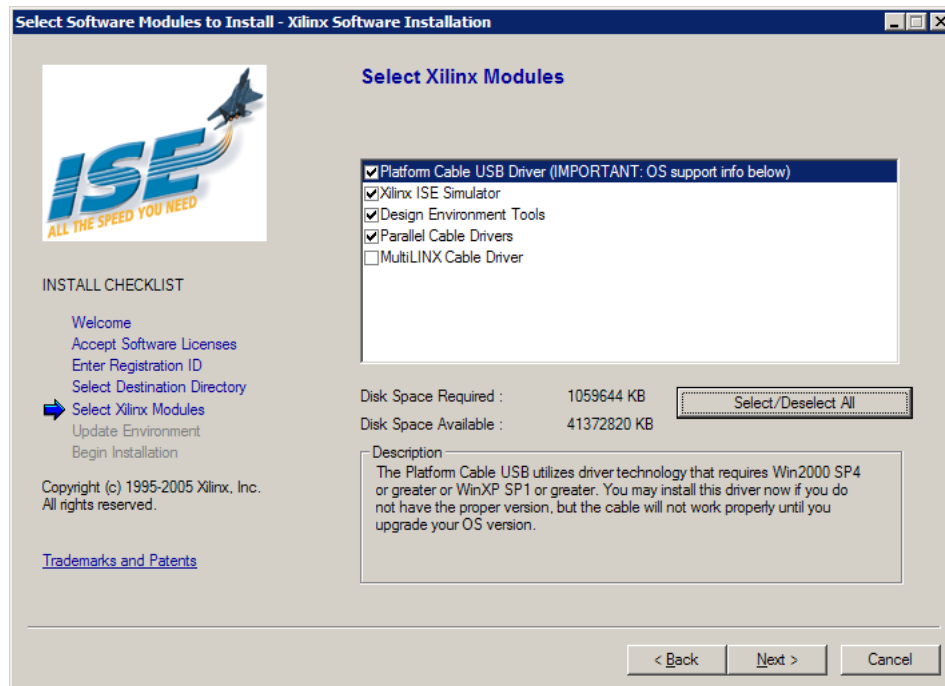 Select Software Modules to Install - Xilinx Software Installation
ISE
ALL THE SPEED YOU NEED
INSTALL CHECKLIST
Welcome
Accept Software Licenses
Enter Registration ID
Select Destination Directory
Select Xilinx Modules
Update Environment
Begin Installation
Copyright (c) 1995-2005 Xilinx, Inc.
All rights reserved.
Trademarks and Patents
Select Xilinx Modules
Platform Cable USB Driver (IMPORTANT: OS support info below)
Xilinx ISE Simulator
Design Environment Tools
Parallel Cable Drivers
MultiLINX Cable Driver
Disk Space Required : 1059644 KB
Select/Deselect All
Disk Space Available : 41372820 KB
Description
The Platform Cable USB utilizes driver technology that requires Win2000 SP4
or greater or WinXP SP1 or greater. You may install this driver now if you do
not have the proper version, but the cable will not work properly until you
upgrade your OS version.
< Back Next > Cancel